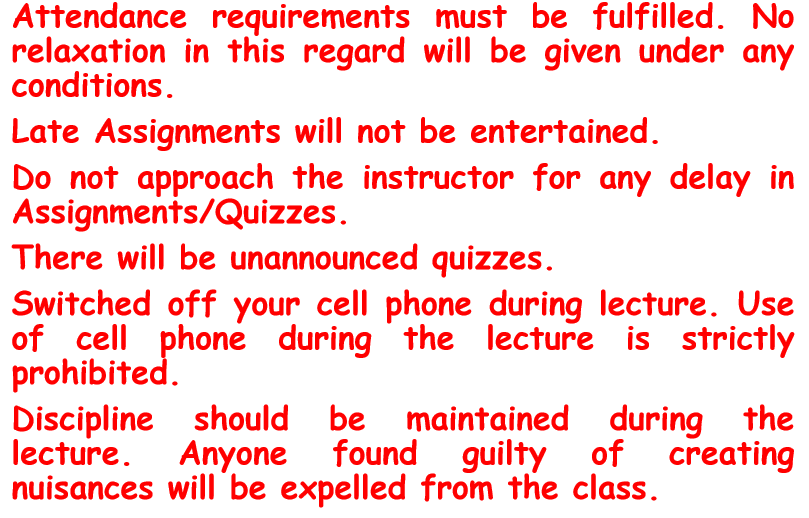 Attendance requirements must be fulfilled. No
relaxation in this regard will be given under any
conditions.
Late Assignments will not be entertained.
Do not approach the instructor for any delay in
Assignments/Quizzes.
There will be unannounced quizzes.
Switched off your cell phone during lecture. Use
of cell phone during the lecture is strictly
prohibited.
Discipline should be maintained during the
lecture. Anyone found guilty of creating
nuisances will be expelled from the class.